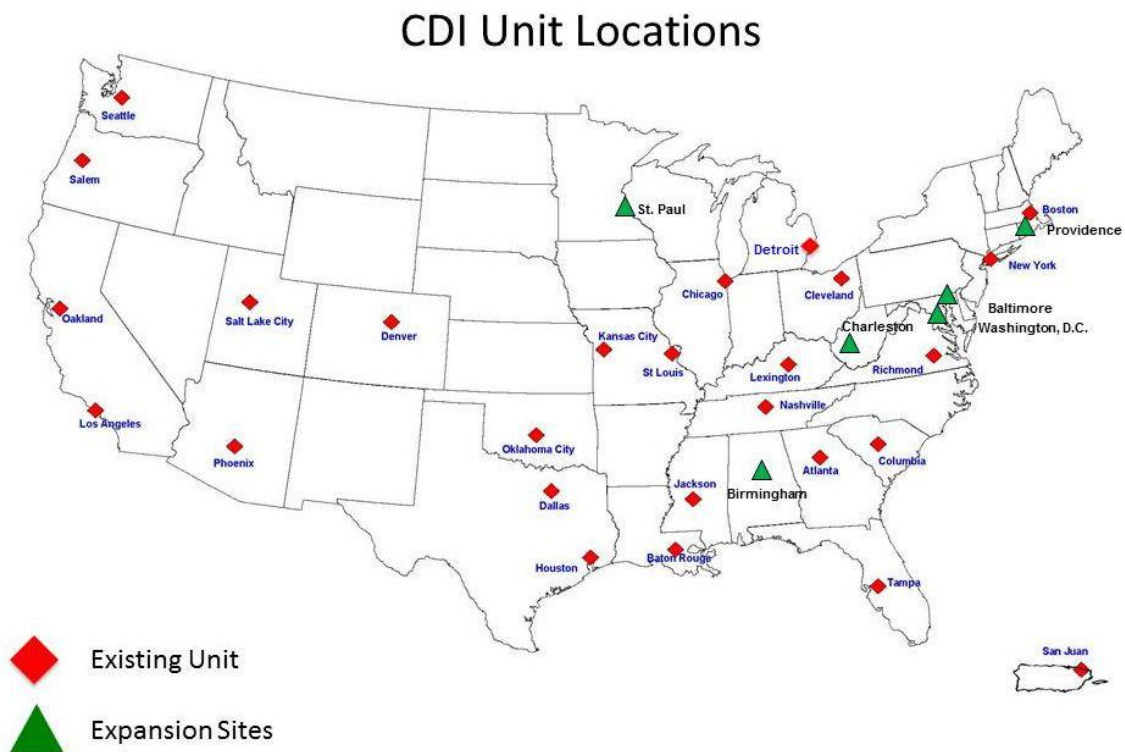 CDI Unit Locations
Seattle
Salem
St. Paul
Boston
Providence
Detroit
New York
Chicago
Cleveland
Oakland
Salt Lake City
Denver
Kansas City
St Louis
Charleston
Baltimore
Washington, D.C.
Lexington
Richmond
Nashville
Los Angeles
Phoenix
Oklahoma City
Atlanta
Columbia
Jackson
Birmingham
Dallas
Houston
Baton Rouge
Tampa
San Juan
Existing Unit
Expansion Sites